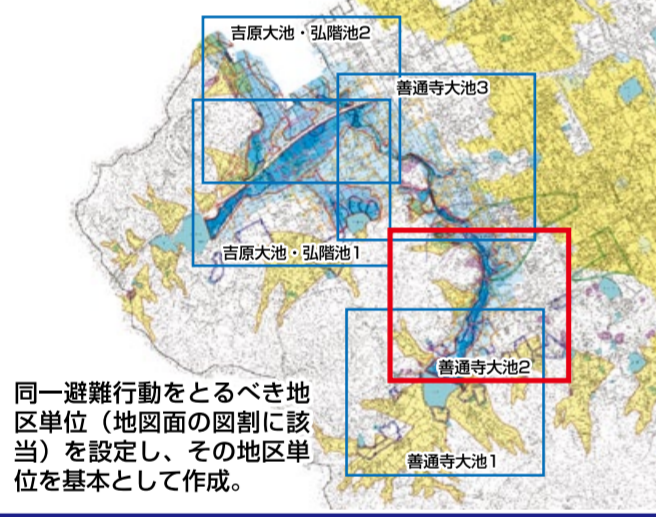 吉原大池・弘階池2
善通寺大池3
吉原大池・弘階池1
善通寺大池2
善通寺大池1
同一避難行動をとるべき地
区単位（地図面の図割に該
当）を設定し、その地区単
位を基本として作成。